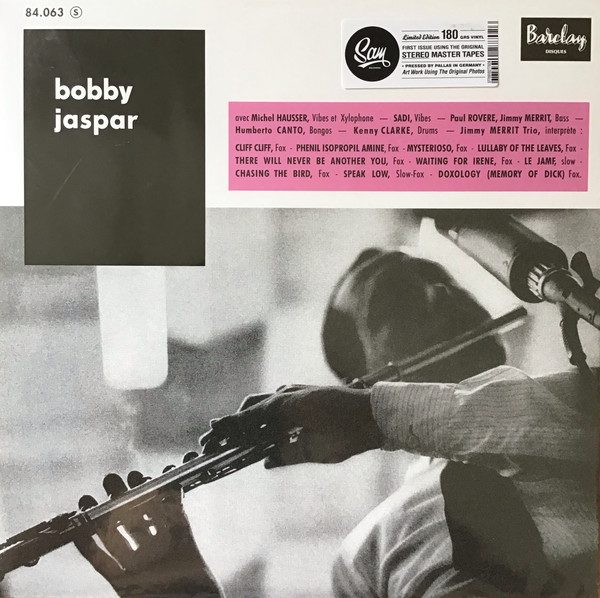 84.063 S
bobby
jaspar
Sam
RECORDS
Limited Edition 180 GRS VINYL
FIRST ISSUE USING THE ORIGINAL
STEREO MASTER TAPES
• PRESSED BY PALLAS IN GERMANY •
Art Work Using The Original Photos
Barclay
DISQUES
avec Michel HAUSSER, Vibes et Xylophone — SADI, Vibes — Paul ROVERE, Jimmy MERRIT, Bass —
Humberto CANTO, Bongos — Kenny CLARKE, Drums — Jimmy MERRIT Trio, interprète :
CLIFF CLIFF, Fox - PHENIL ISOPROPIL AMINE, Fox - MYSTERIOSO, Fox - LULLABY OF THE LEAVES, Fox -
THERE WILL NEVER BE ANOTHER YOU, Fox - WAITING FOR IRENE, Fox - LE JAMF, slow -
CHASING THE BIRD, Fox - SPEAK LOW, Slow-Fox - DOXOLOGY (MEMORY OF DICK) Fox.